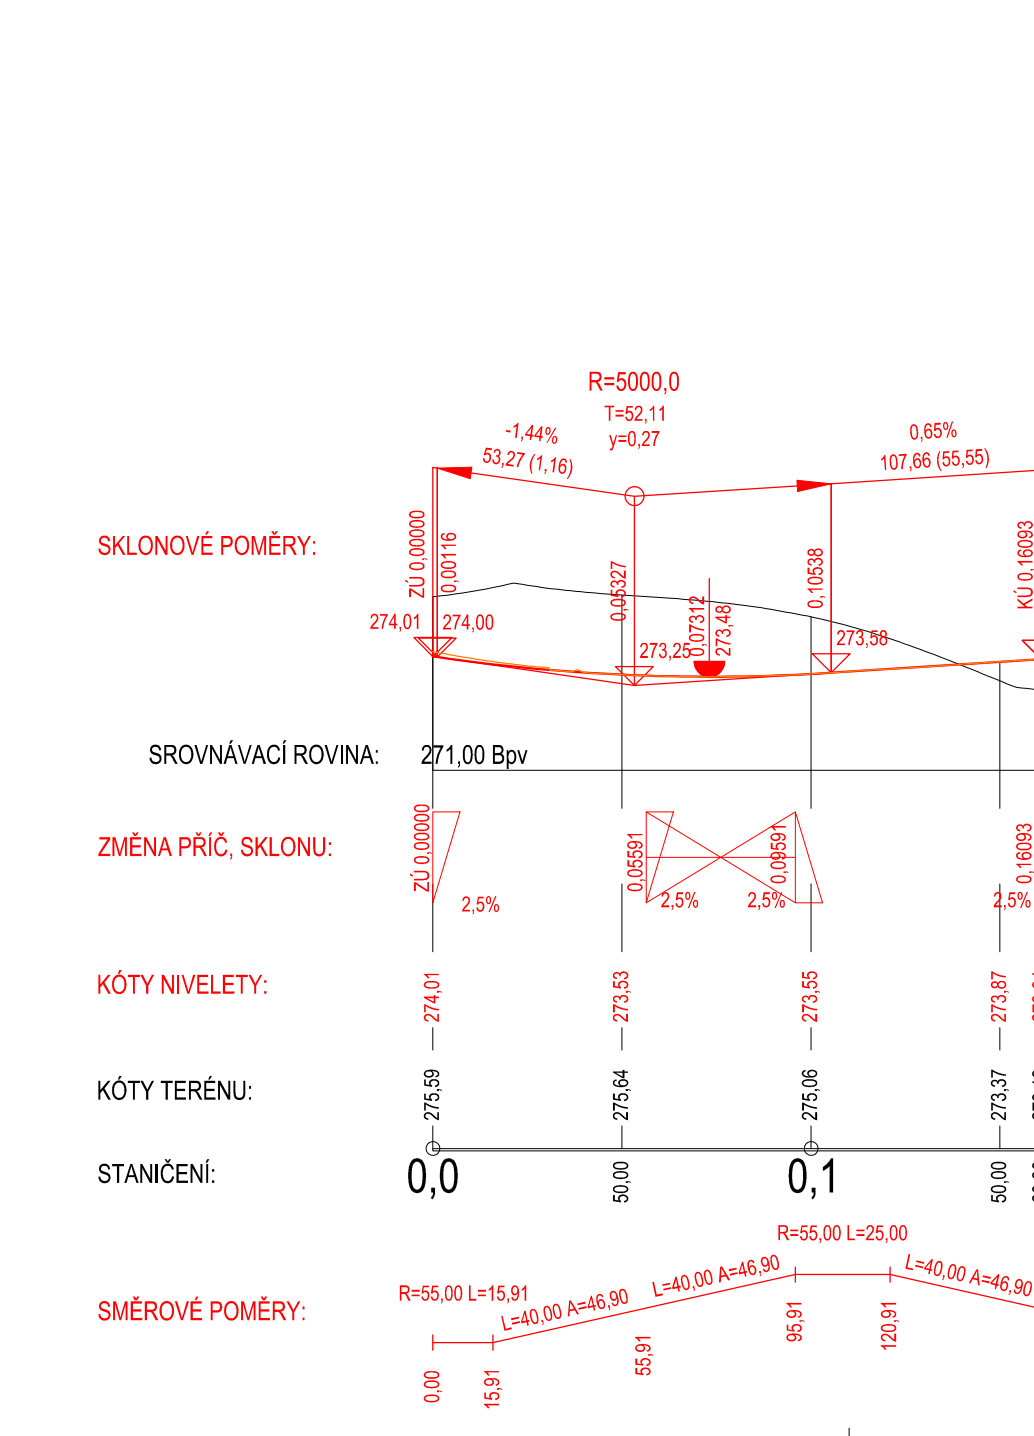 R=5000,0
T=52,11
y=0,27
-1,44%
53,27 (1,16)
0,65%
107,66 (55,55)
SKLONOVÉ POMĚRY:
ZÚ 0,00000
0,00116
0,05327
0,07312
273,48
0,10538
KÚ 0,16093
274,01
274,00
273,25
273,58
SROVNÁVACÍ ROVINA:
271,00 Bpv
ZMĚNA PŘÍČ, SKLONU:
ZÚ 0,00000
2,5%
0,05591
2,5%
2,5%
0,09591
0,16093
2,5%
KÓTY NIVELETY:
274,01
273,53
273,55
273,87
KÓTY TERÉNU:
275,59
275,64
275,06
273,37
STANIČENÍ:
0,0
50,00
0,1
50,00
SMĚROVÉ POMĚRY:
R=55,00 L=15,91
L=40,00 A=46,90
L=40,00 A=46,90
R=55,00 L=25,00
L=40,00 A=46,90
0,00
15,91
55,91
95,91
120,91